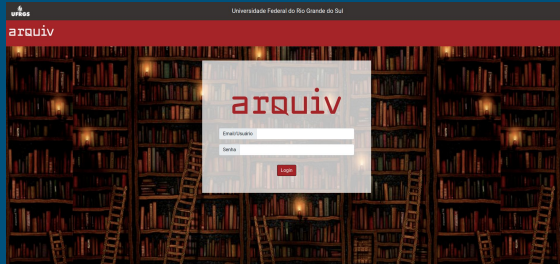 UFRGS
Universidade Federal do Rio Grande do Sul
arquiv
arquiv
Email/Usuário
Senha
Login